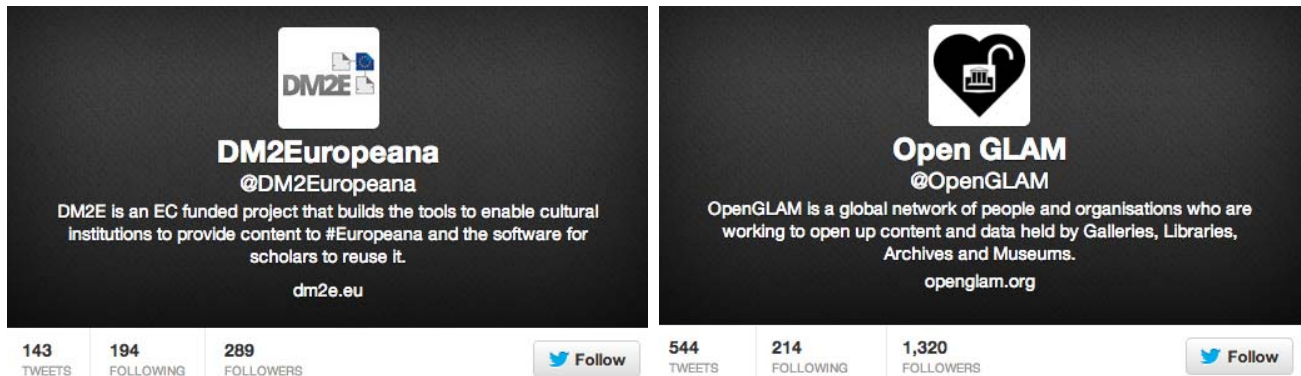 DM2E
DM2Europeana
@DM2Europeana
DM2E is an EC funded project that builds the tools to enable cultural
institutions to provide content to #Europeana and the software for
scholars to reuse it.
dm2e.eu
143
TWEETS
194
FOLLOWING
289
FOLLOWERS
Follow
Open GLAM
@OpenGLAM
OpenGLAM is a global network of people and organisations who are
working to open up content and data held by Galleries, Libraries,
Archives and Museums.
openglam.org
544
TWEETS
214
FOLLOWING
1,320
FOLLOWERS
Follow